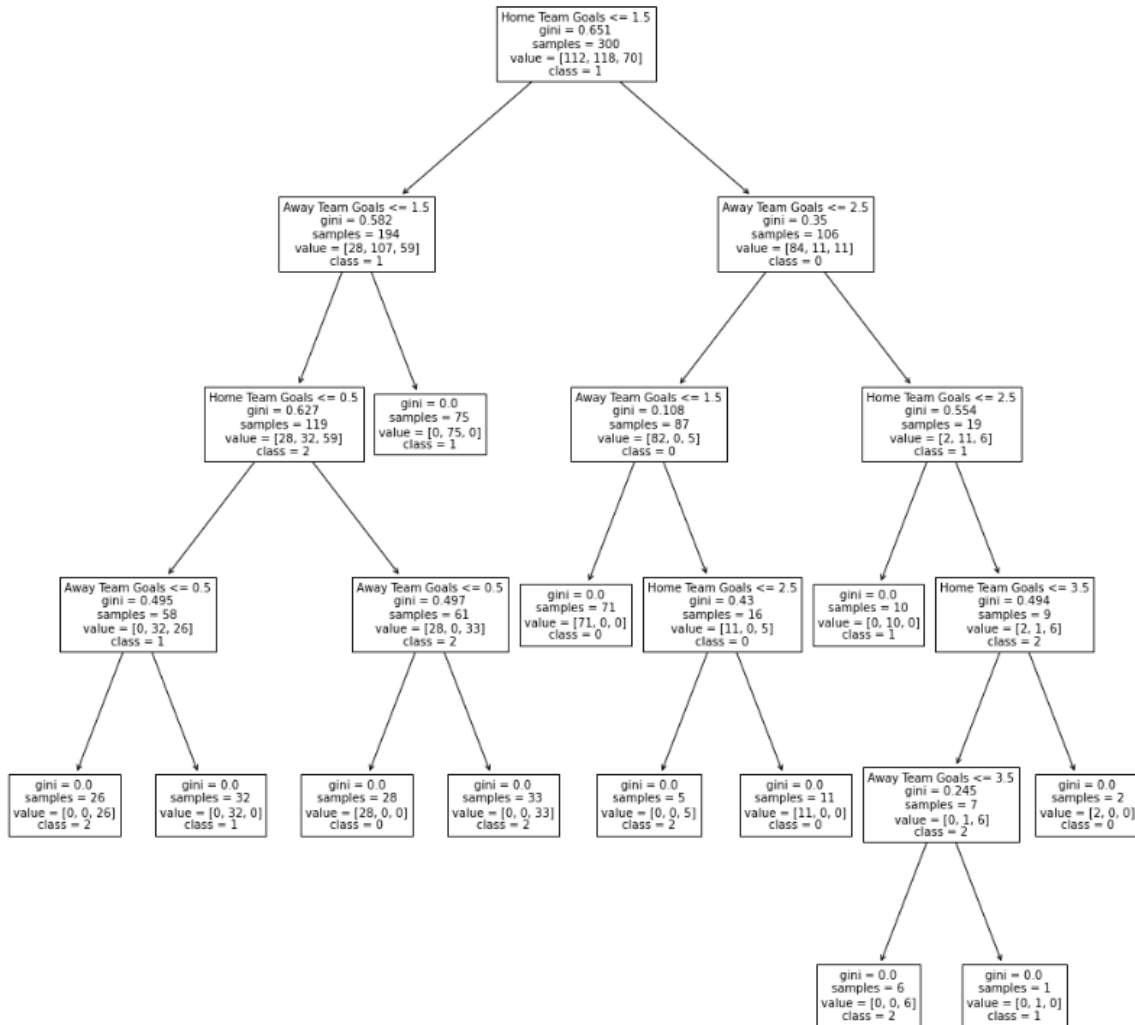 Home Team Goals <= 1.5
gini = 0.651
samples = 300
value = [112, 118, 70]
class = 1
Away Team Goals <= 1.5
gini = 0.582
samples = 194
value = [28, 107, 59]
class = 1
Away Team Goals <= 2.5
gini = 0.35
samples = 106
value = [84, 11, 11]
class = 0
Home Team Goals <= 0.5
gini = 0.627
samples = 119
value = [28, 32, 59]
class = 2
gini = 0.0
samples = 75
value = [0, 75, 0]
class = 1
Away Team Goals <= 1.5
gini = 0.108
samples = 87
value = [82, 0, 5]
class = 0
Home Team Goals <= 2.5
gini = 0.554
samples = 19
value = [2, 11, 6]
class = 1
Away Team Goals <= 0.5
gini = 0.495
samples = 58
value = [0, 32, 26]
class = 1
Away Team Goals <= 0.5
gini = 0.497
samples = 61
value = [28, 0, 33]
class = 2
gini = 0.0
samples = 71
value = [71, 0, 0]
class = 0
Home Team Goals <= 2.5
gini = 0.43
samples = 16
value = [11, 0, 5]
class = 0
gini = 0.0
samples = 10
value = [0, 10, 0]
class = 1
Home Team Goals <= 3.5
gini = 0.494
samples = 9
value = [2, 1, 6]
class = 2
gini = 0.0
samples = 26
value = [0, 0, 26]
class = 2
gini = 0.0
samples = 32
value = [0, 32, 0]
class = 1
gini = 0.0
samples = 28
value = [28, 0, 0]
class = 0
gini = 0.0
samples = 33
value = [0, 0, 33]
class = 2
gini = 0.0
samples = 5
value = [0, 0, 5]
class = 2
gini = 0.0
samples = 11
value = [11, 0, 0]
class = 0
Away Team Goals <= 3.5
gini = 0.245
samples = 7
value = [0, 1, 6]
class = 2
gini = 0.0
samples = 2
value = [2, 0, 0]
class = 0
gini = 0.0
samples = 6
value = [0, 0, 6]
class = 2
gini = 0.0
samples = 1
value = [0, 1, 0]
class = 1